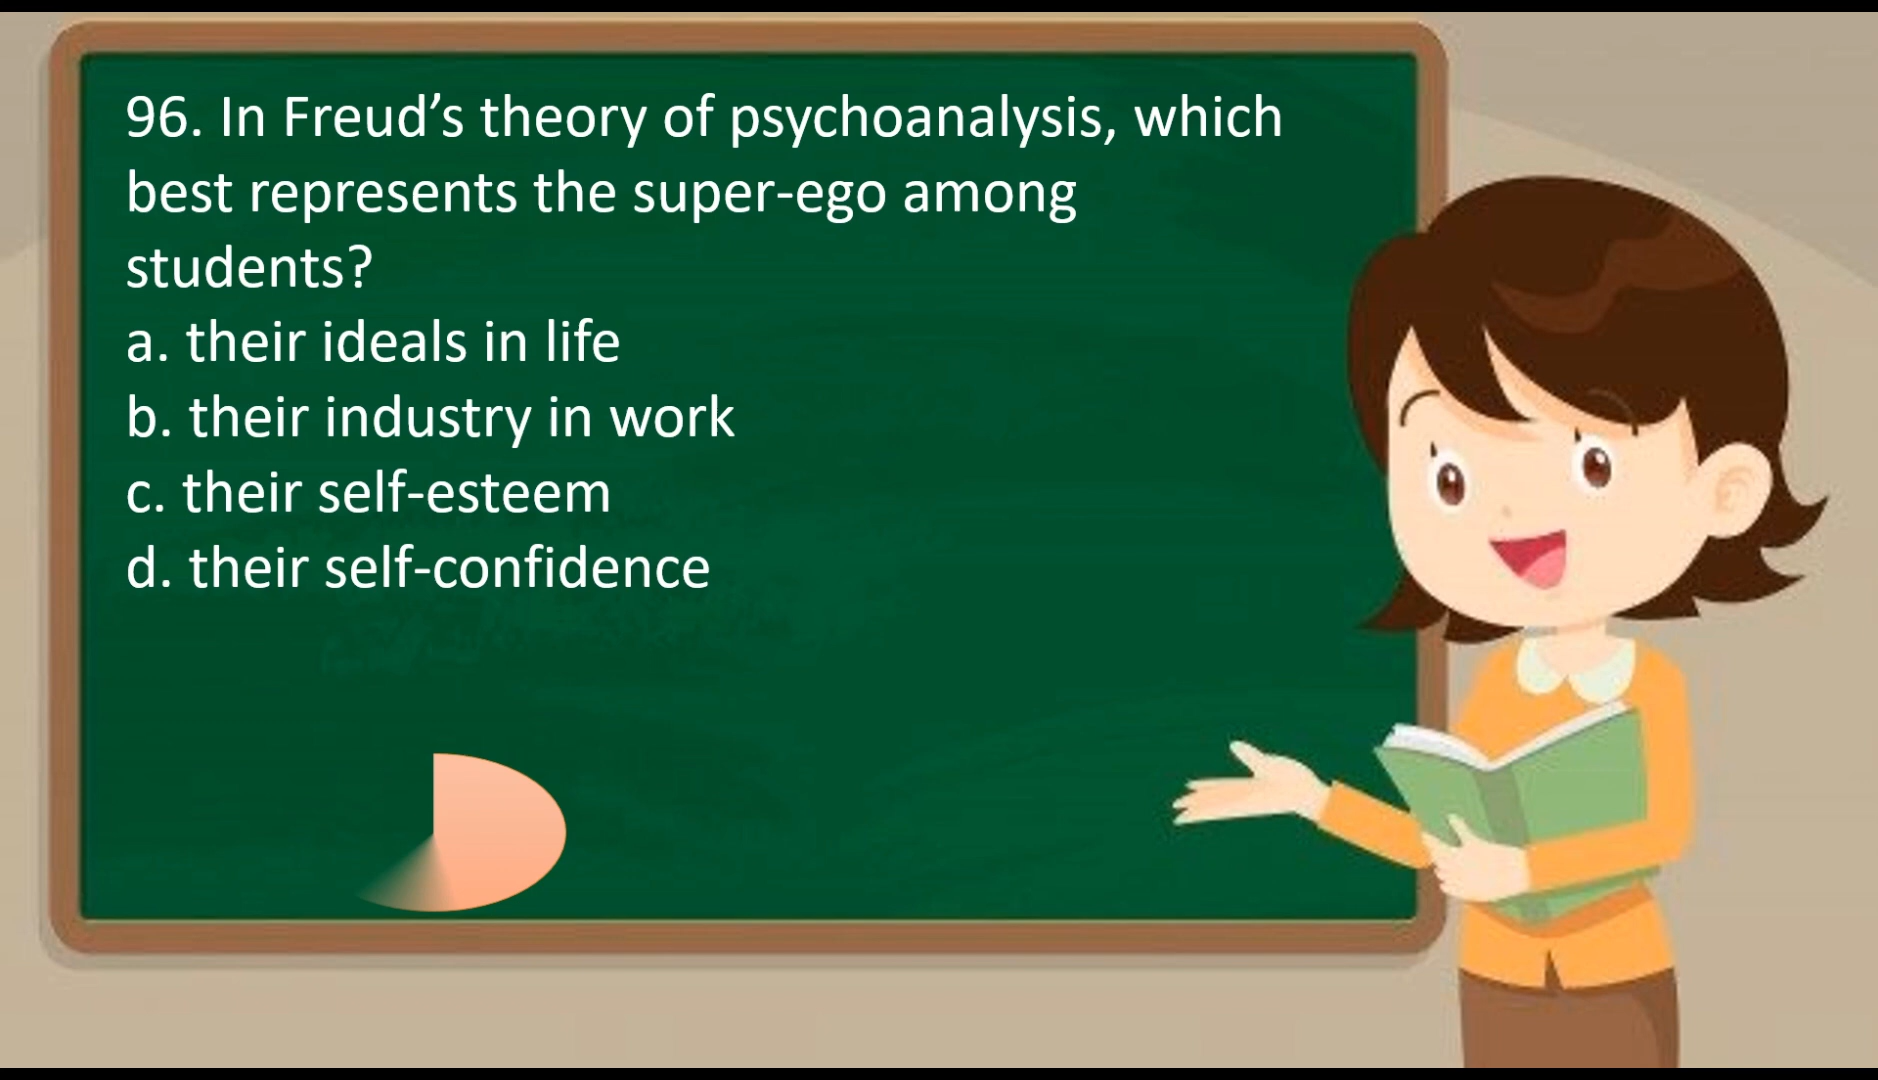 96. In Freud’s theory of psychoanalysis, which
best represents the super-ego among
students?
a. their ideals in life
b. their industry in work
c. their self-esteem
d. their self-confidence